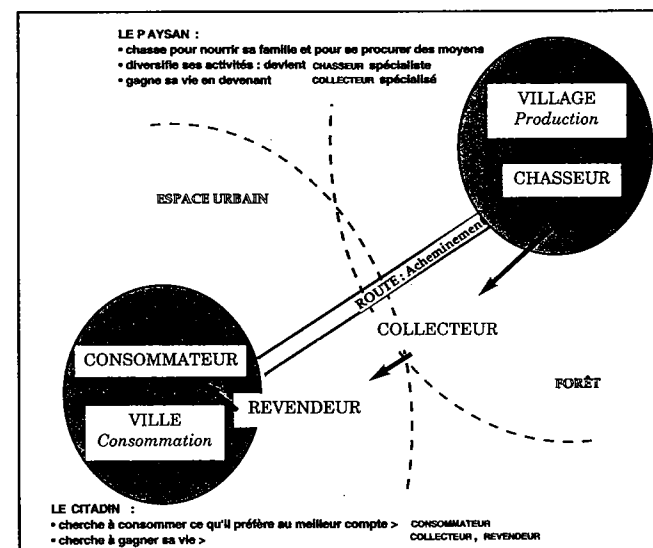 LE PAYSAN :
• chasse pour nourrir sa famille et pour se procurer des moyens
• diversifie ses activités : devient CHASSEUR spécialiste
• gagne sa vie en devenant COLLECTEUR spécialisé
VILLAGE
Production
CHASSEUR
ESPACE URBAIN
ROUTE : Acheminement
COLLECTEUR
CONSOMMATEUR
FORÊT
REVENDEUR
VILLE
Consommation
LE CITADIN :
• cherche à consommer ce qu'il préfère au meilleur compte > CONSOMMATEUR
• cherche à gagner sa vie > COLLECTEUR , REVENDEUR